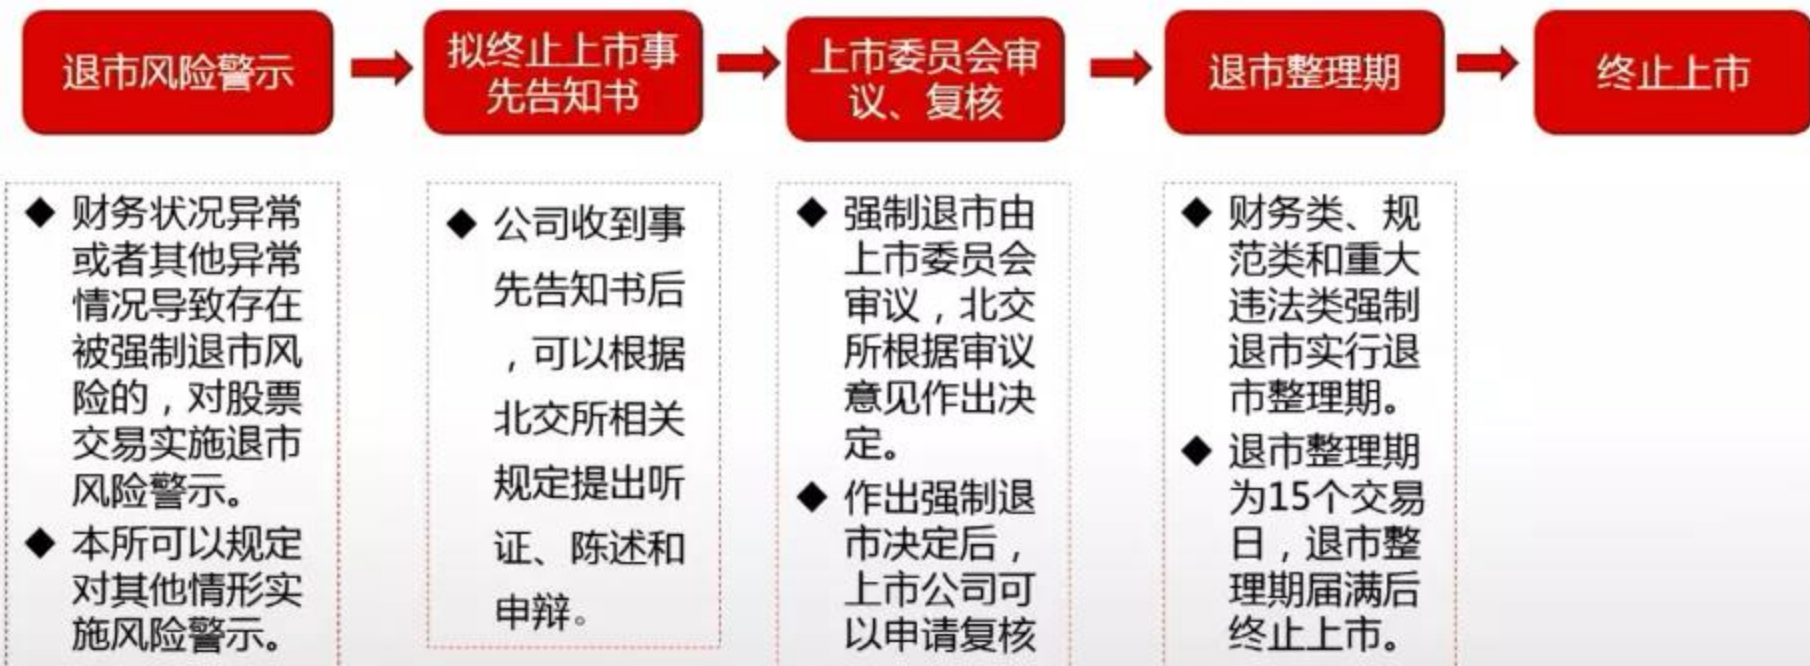 退市风险警示
拟终止上市事
先告知书
上市委员会审
议、复核
退市整理期
终止上市
◆ 财务状况异常
或者其他异常
情况导致存在
被强制退市风
险的，对股票
交易实施退市
风险警示。
◆ 本所可以规定
对其他情形实
施风险警示。
◆ 公司收到事
先告知书后
，可以根据
北交所相关
规定提出听
证、陈述和
申辩。
◆ 强制退市由
上市委员会
审议，北交
所根据审议
意见作出决
定。
◆ 作出强制退
市决定后，
上市公司可
以申请复核
◆ 财务类、规
范类和重大
违法类强制
退市实行退
市整理期。
◆ 退市整理期
为15个交易
日，退市整
理期届满后
终止上市。